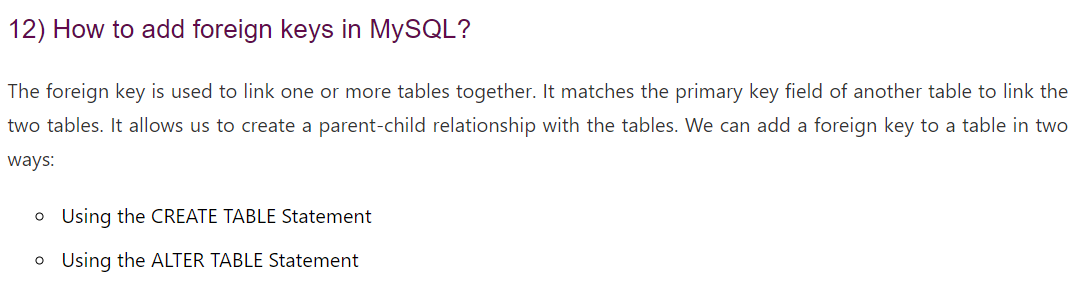 12) How to add foreign keys in MySQL?
The foreign key is used to link one or more tables together. It matches the primary key field of another table to link the
two tables. It allows us to create a parent-child relationship with the tables. We can add a foreign key to a table in two
ways:
Using the CREATE TABLE Statement
Using the ALTER TABLE Statement